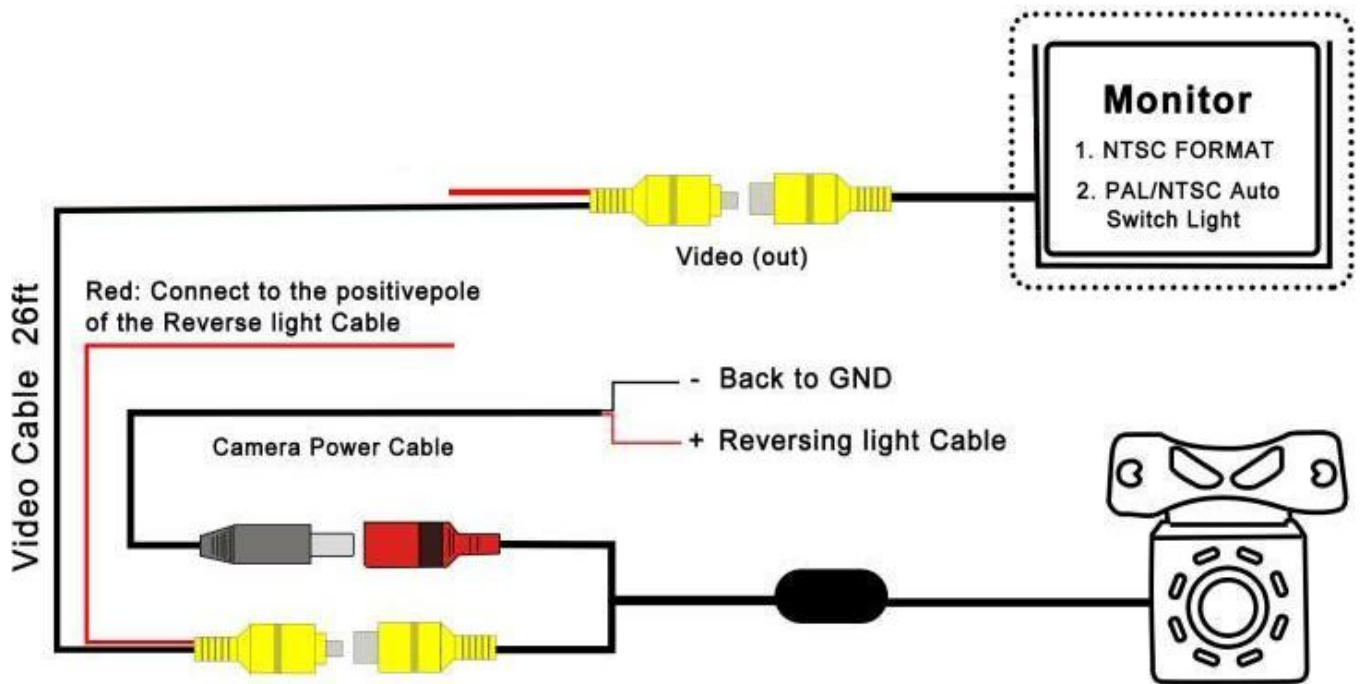 Monitor
1. NTSC FORMAT
2. PAL/NTSC Auto
Switch Light
Video (out)
Red: Connect to the positivepole
of the Reverse light Cable
Video Cable 26ft
- Back to GND
+ Reversing light Cable
Camera Power Cable